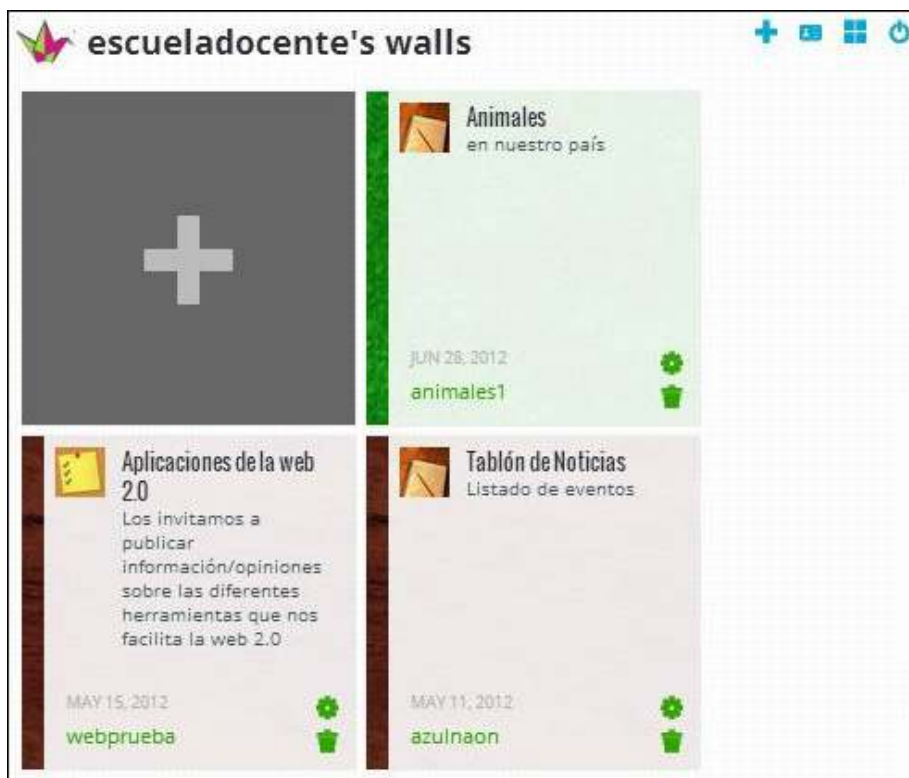 escueladocente's walls
Animales
en nuestro país
JUN 28, 2012
animales1
Aplicaciones de la web
2.0
Los invitamos a
publicar
información/opiniones
sobre las diferentes
herramientas que nos
facilita la web 2.0
MAY 15, 2012
webprueba
Tablón de Noticias
Listado de eventos
MAY 11, 2012
azulnaon